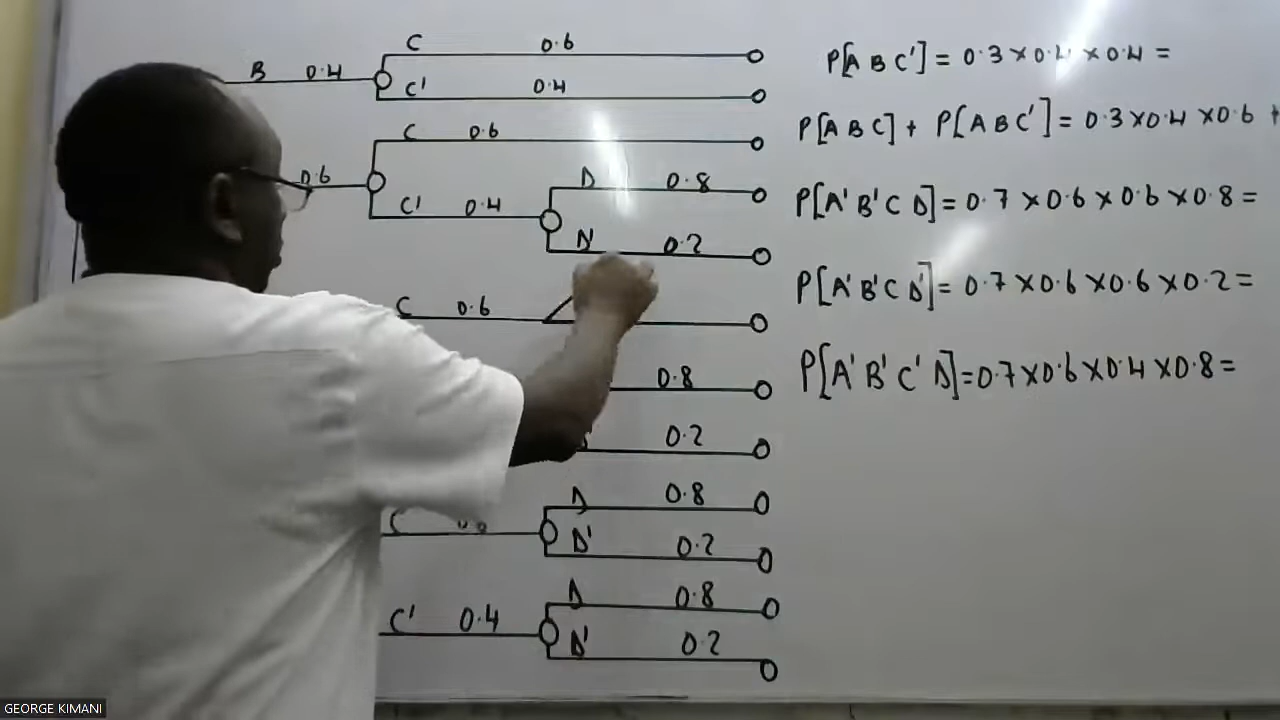 C 0.6
B 0.4
C' 0.4
C 0.6
0.6
D 0.8
C' 0.4
D' 0.2
C 0.6
0.8
0.2
D 0.8
C
D' 0.2
D 0.8
C' 0.4
D' 0.2
P[A B C'] = 0.3 × 0.4 × 0.4 =
P[A B C] + P[A B C'] = 0.3 × 0.4 × 0.6 +
P[A' B' C D] = 0.7 × 0.6 × 0.6 × 0.8 =
P[A' B' C D'] = 0.7 × 0.6 × 0.6 × 0.2 =
P[A' B' C' D] = 0.7 × 0.6 × 0.4 × 0.8 =
GEORGE KIMANI